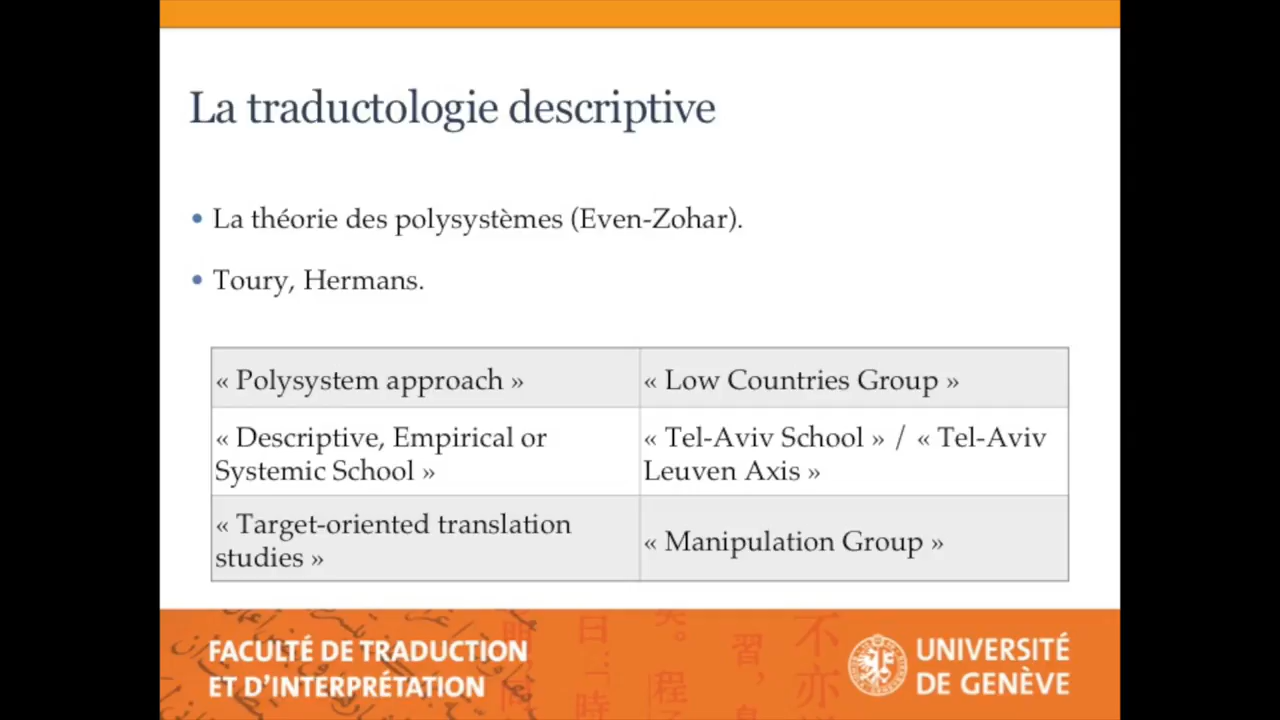 La traductologie descriptive
• La théorie des polysystèmes (Even-Zohar).
• Toury, Hermans.
« Polysystem approach »
« Low Countries Group »
« Descriptive, Empirical or
Systemic School »
« Tel-Aviv School » / « Tel-Aviv
Leuven Axis »
« Target-oriented translation
studies »
« Manipulation Group »
FACULTÉ DE TRADUCTION
ET D'INTERPRÉTATION
UNIVERSITÉ
DE GENÈVE